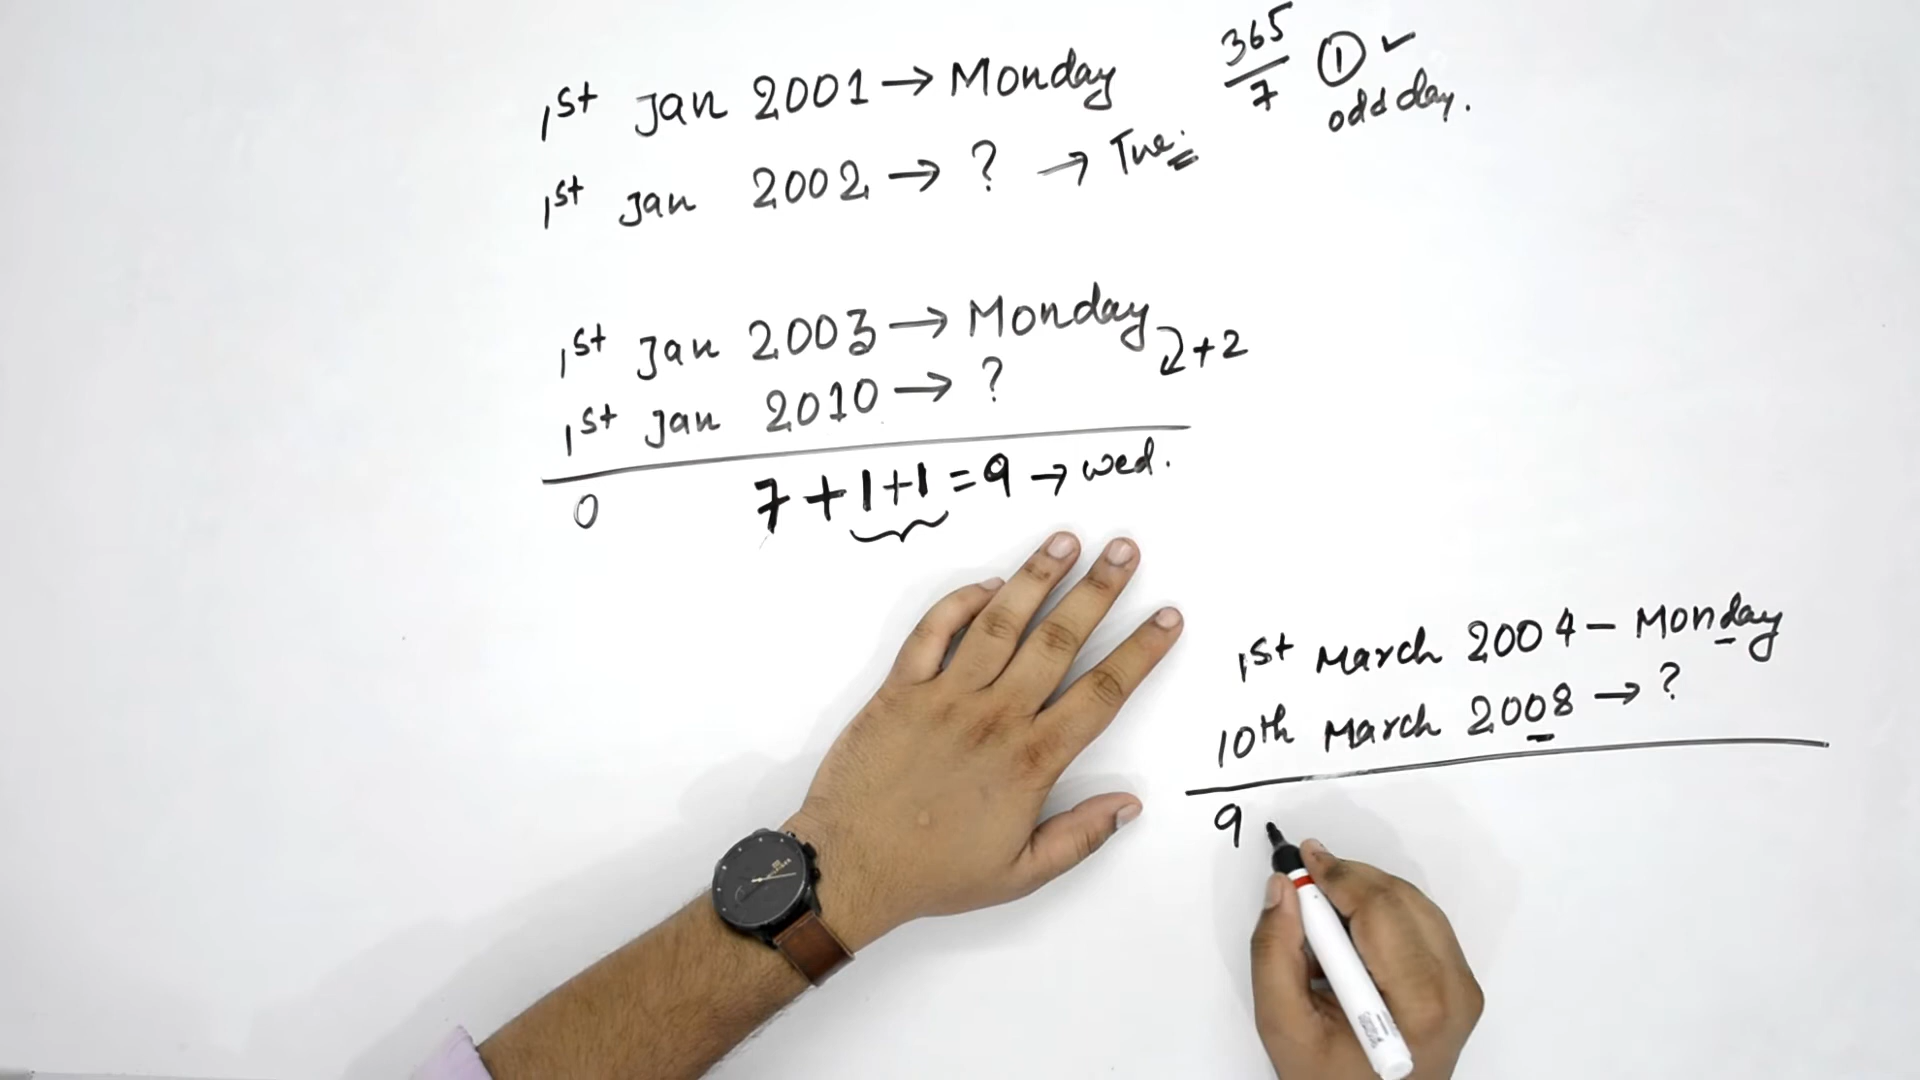 1st Jan 2001 → Monday
365/7 ① ✓
odd day.
1st Jan 2002 → ? → Tue.
1st Jan 2003 → Monday
+2
1st Jan 2010 → ?
0 7+1+1=9 → wed.
1st March 2004 – Monday
10th March 2008 → ?
9